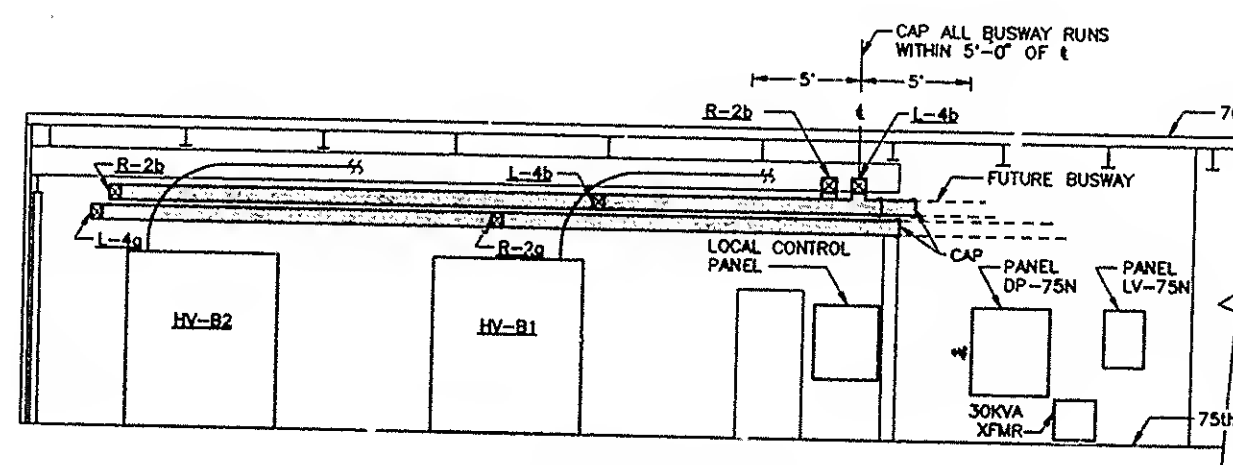 CAP ALL BUSWAY RUNS
WITHIN 5'-0" OF ℄
5'
5'
R-2b
℄
L-4b
R-2b
L-4b
FUTURE BUSWAY
L-4a
R-2a
LOCAL CONTROL
PANEL
CAP
PANEL
DP-75N
PANEL
LV-75N
HV-B2
HV-B1
30KVA
XFMR
75th